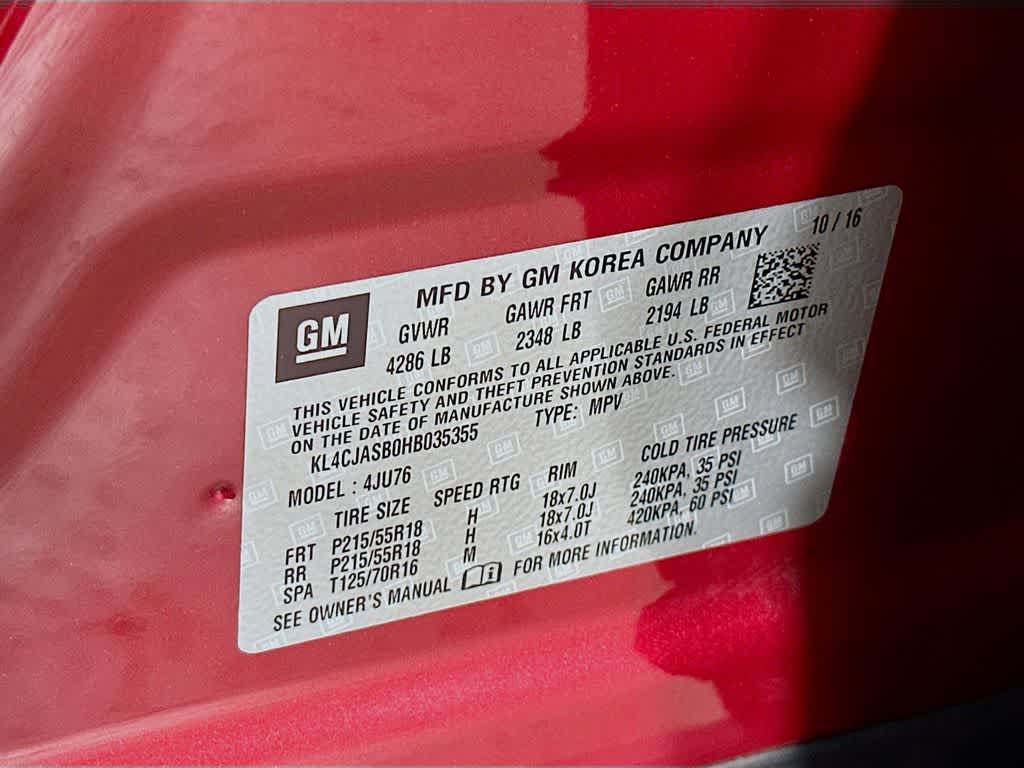 MFD BY GM KOREA COMPANY 10 / 16
GM
GVWR GAWR FRT GAWR RR
4286 LB 2348 LB 2194 LB
THIS VEHICLE CONFORMS TO ALL APPLICABLE U.S. FEDERAL MOTOR
VEHICLE SAFETY AND THEFT PREVENTION STANDARDS IN EFFECT
ON THE DATE OF MANUFACTURE SHOWN ABOVE.
KL4CJASB0HB035355 TYPE: MPV
MODEL : 4JU76
TIRE SIZE SPEED RTG RIM COLD TIRE PRESSURE
FRT P215/55R18 H 18x7.0J 240KPA, 35 PSI
RR P215/55R18 H 18x7.0J 240KPA, 35 PSI
SPA T125/70R16 M 16x4.0T 420KPA, 60 PSI
SEE OWNER'S MANUAL FOR MORE INFORMATION.